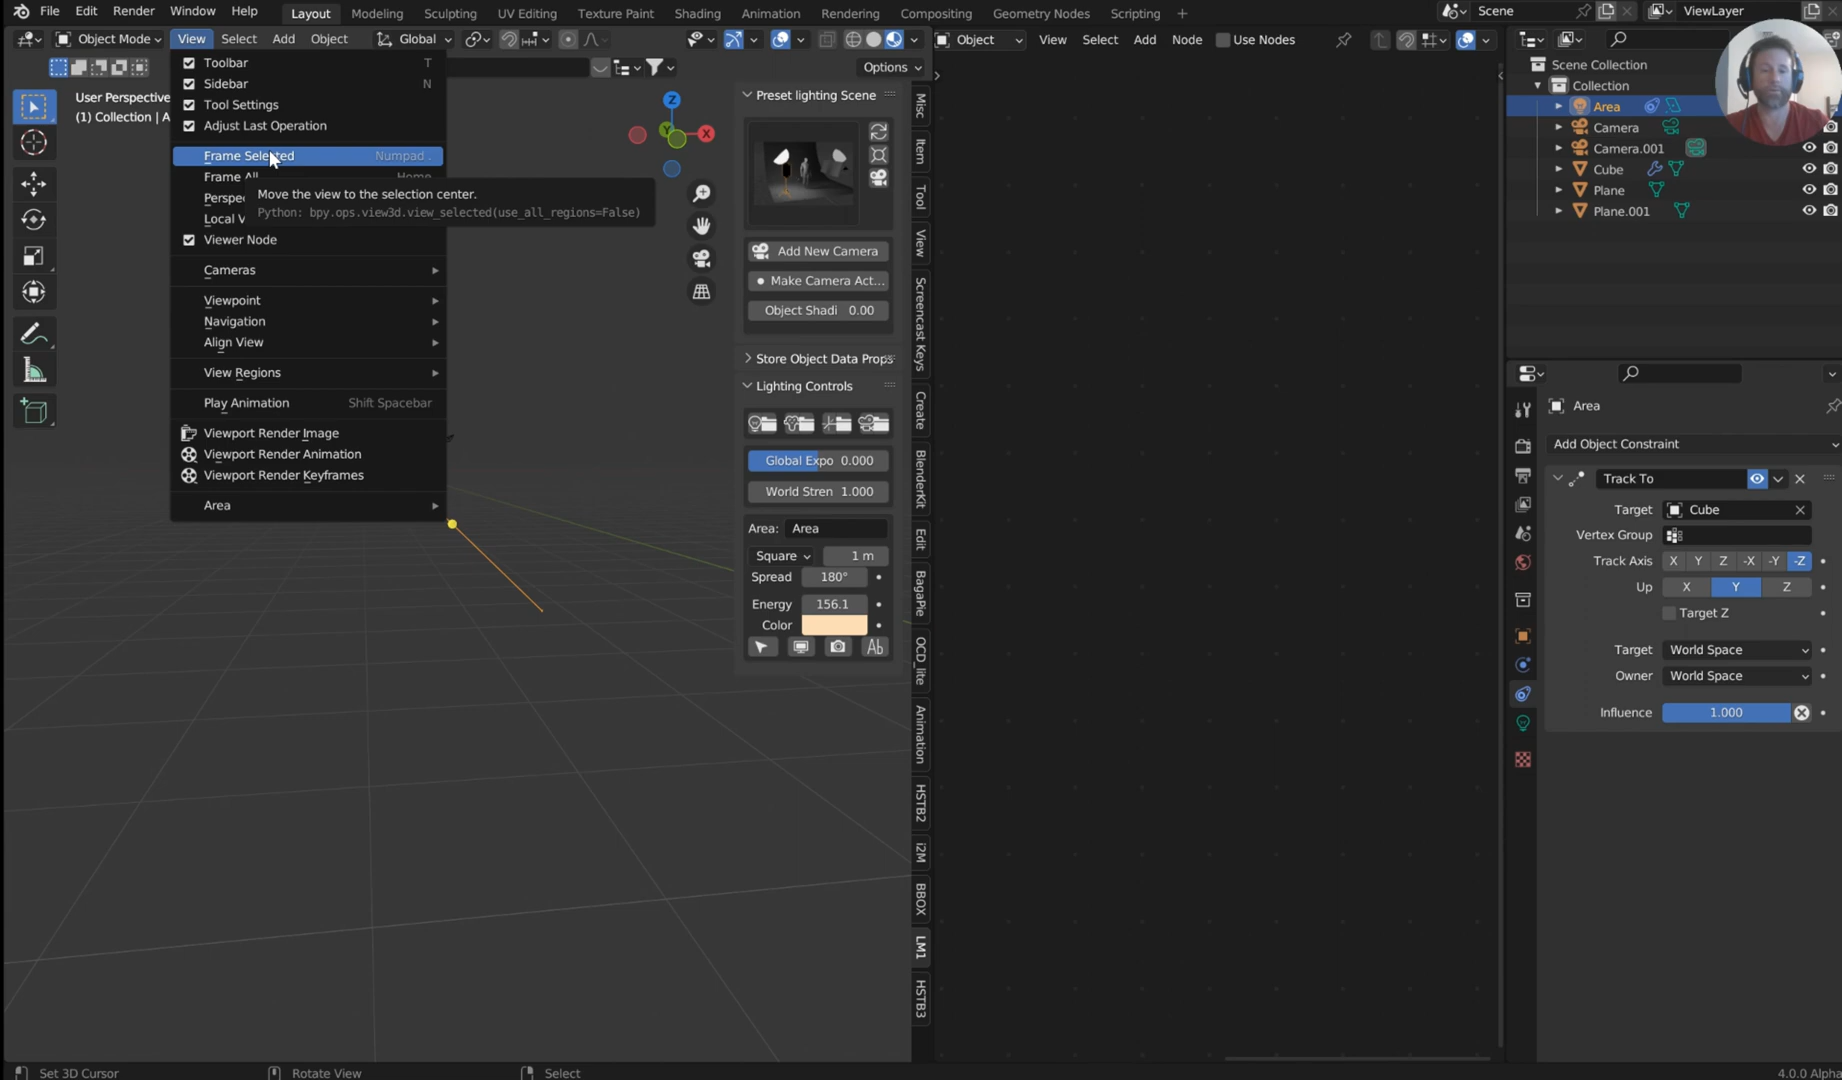 File Edit Render Window Help Layout Modeling Sculpting UV Editing Texture Paint Shading Animation Rendering Compositing Geometry Nodes Scripting + Scene ViewLayer
Object Mode View Select Add Object Global Object View Select Add Node Use Nodes
Options
User Perspective
(1) Collection | A
Toolbar T
Sidebar N
Tool Settings
Adjust Last Operation
Frame Selected Numpad .
Frame All Home
Move the view to the selection center.
Python: bpy.ops.view3d.view_selected(use_all_regions=False)
Perspe
Local V
Viewer Node
Cameras
Viewpoint
Navigation
Align View
View Regions
Play Animation Shift Spacebar
Viewport Render Image
Viewport Render Animation
Viewport Render Keyframes
Area
Z
Y
X
Preset lighting Scene
Add New Camera
Make Camera Act...
Object Shadi 0.00
Store Object Data Props
Lighting Controls
Global Expo 0.000
World Stren 1.000
Area: Area
Square 1 m
Spread 180°
Energy 156.1
Color
Ab
Misc
Item
Tool
View
Screencast Keys
Create
BlenderKit
Edit
BagaPie
OCD_lite
Animation
HSTB2
i2M
BBOX
LM1
HSTB3
Scene Collection
Collection
Area
Camera
Camera.001
Cube
Plane
Plane.001
Area
Add Object Constraint
Track To
Target Cube
Vertex Group
Track Axis X Y Z -X -Y -Z
Up X Y Z
Target Z
Target World Space
Owner World Space
Influence 1.000
Set 3D Cursor Rotate View Select 4.0.0 Alpha